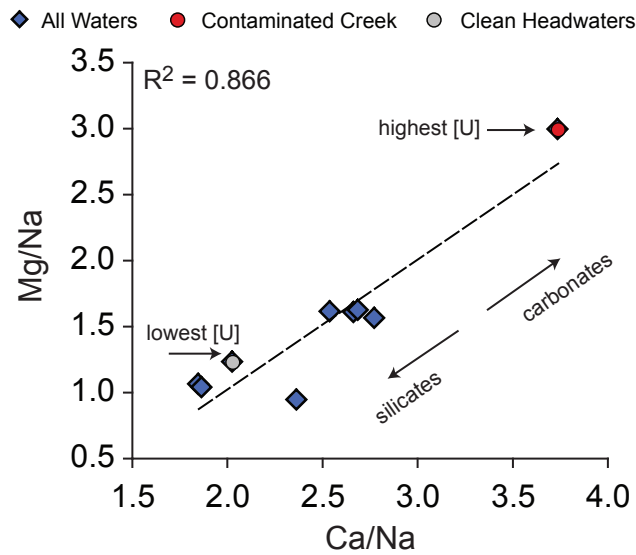 All Waters Contaminated Creek Clean Headwaters
R² = 0.866
3.5
3.0
2.5
2.0
1.5
1.0
0.5
Mg/Na
highest [U]
lowest [U]
carbonates
silicates
1.5 2.0 2.5 3.0 3.5 4.0
Ca/Na